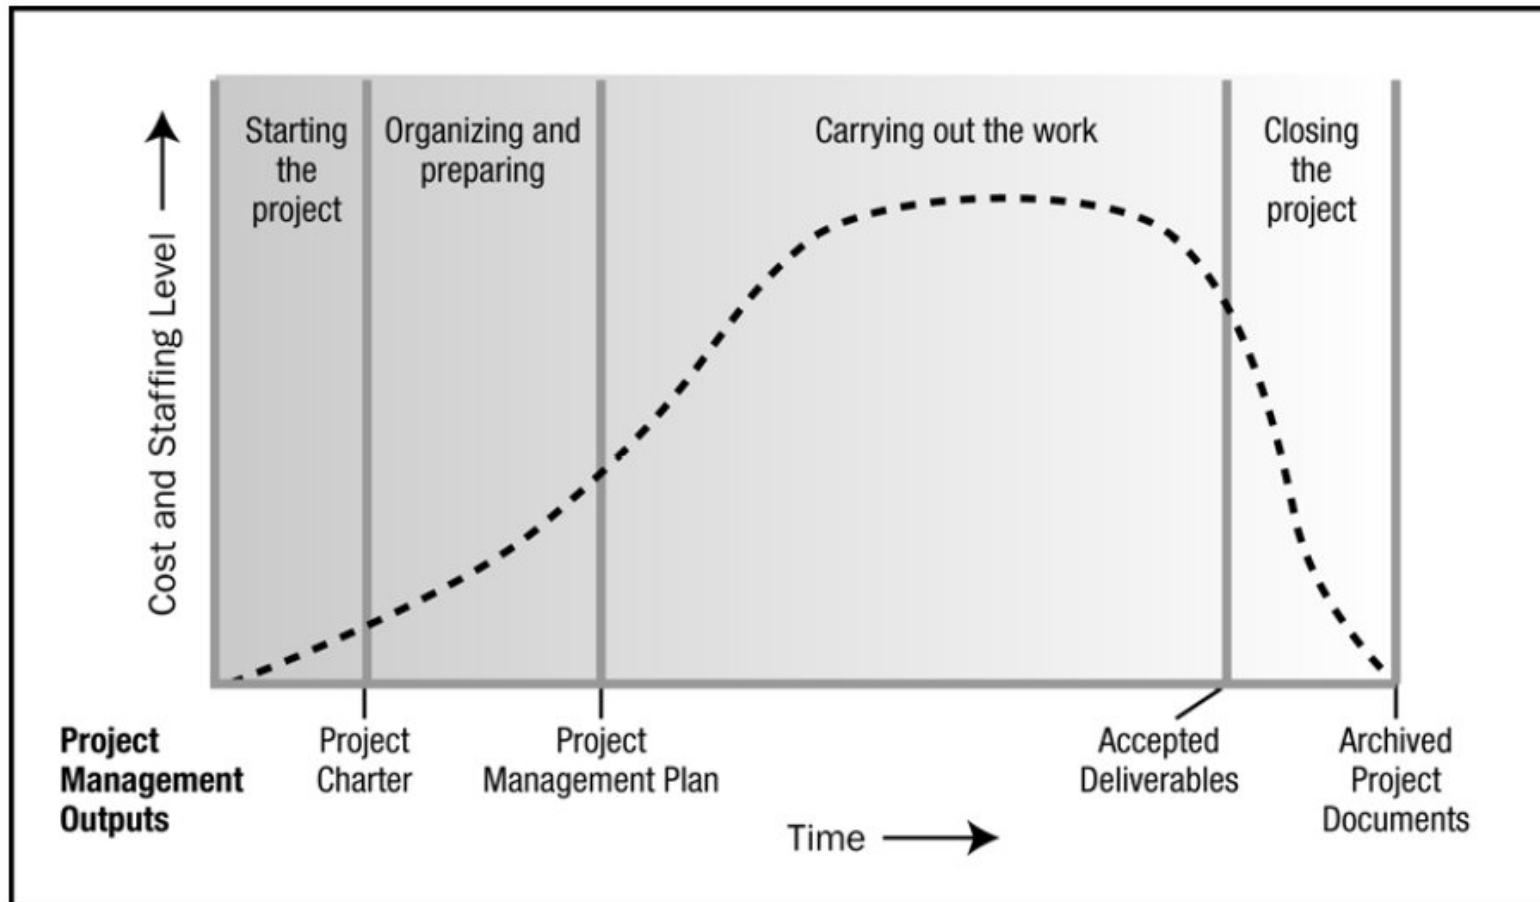 Starting
the
project
Organizing and
preparing
Carrying out the work
Closing
the
project
Cost and Staffing Level
Project
Management
Outputs
Project
Charter
Project
Management Plan
Accepted
Deliverables
Archived
Project
Documents
Time